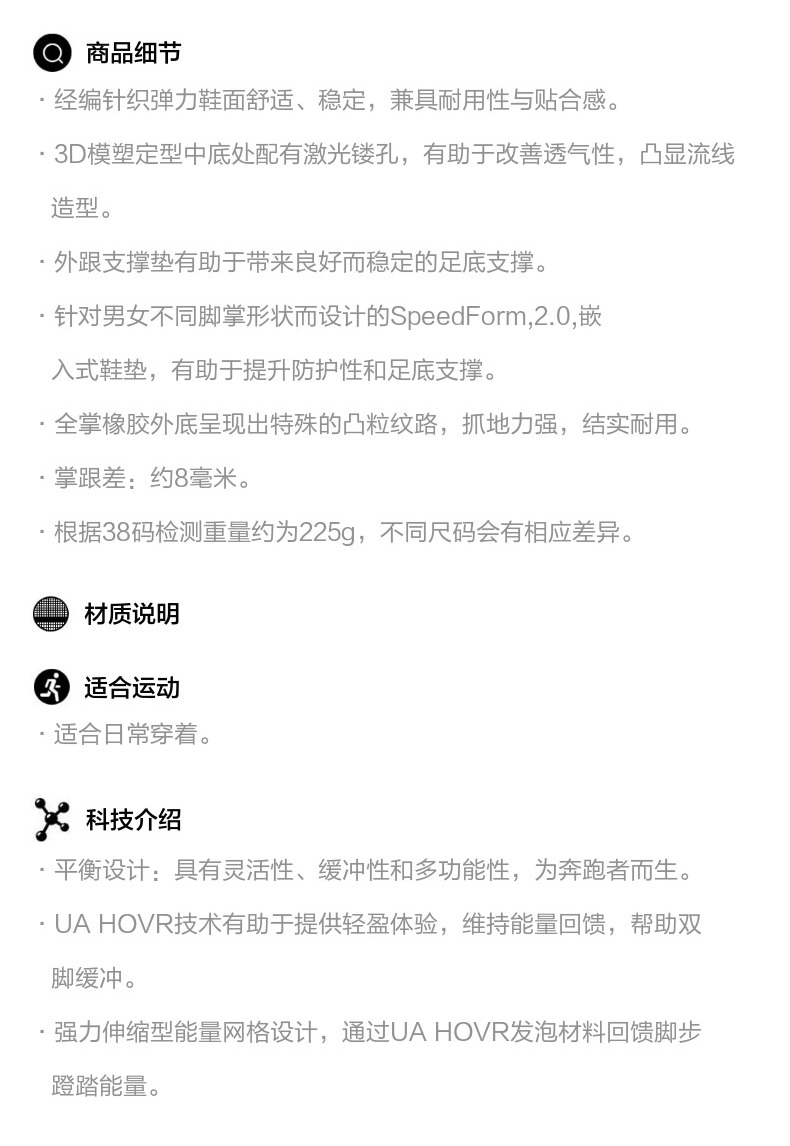 商品细节
· 经编针织弹力鞋面舒适、稳定，兼具耐用性与贴合感。
· 3D模塑定型中底处配有激光镂孔，有助于改善透气性，凸显流线
造型。
· 外跟支撑垫有助于带来良好而稳定的足底支撑。
· 针对男女不同脚掌形状而设计的SpeedForm,2.0,嵌
入式鞋垫，有助于提升防护性和足底支撑。
· 全掌橡胶外底呈现出特殊的凸粒纹路，抓地力强，结实耐用。
· 掌跟差：约8毫米。
· 根据38码检测重量约为225g，不同尺码会有相应差异。
材质说明
适合运动
· 适合日常穿着。
科技介绍
· 平衡设计：具有灵活性、缓冲性和多功能性，为奔跑者而生。
· UA HOVR技术有助于提供轻盈体验，维持能量回馈，帮助双
脚缓冲。
· 强力伸缩型能量网格设计，通过UA HOVR发泡材料回馈脚步
蹬踏能量。